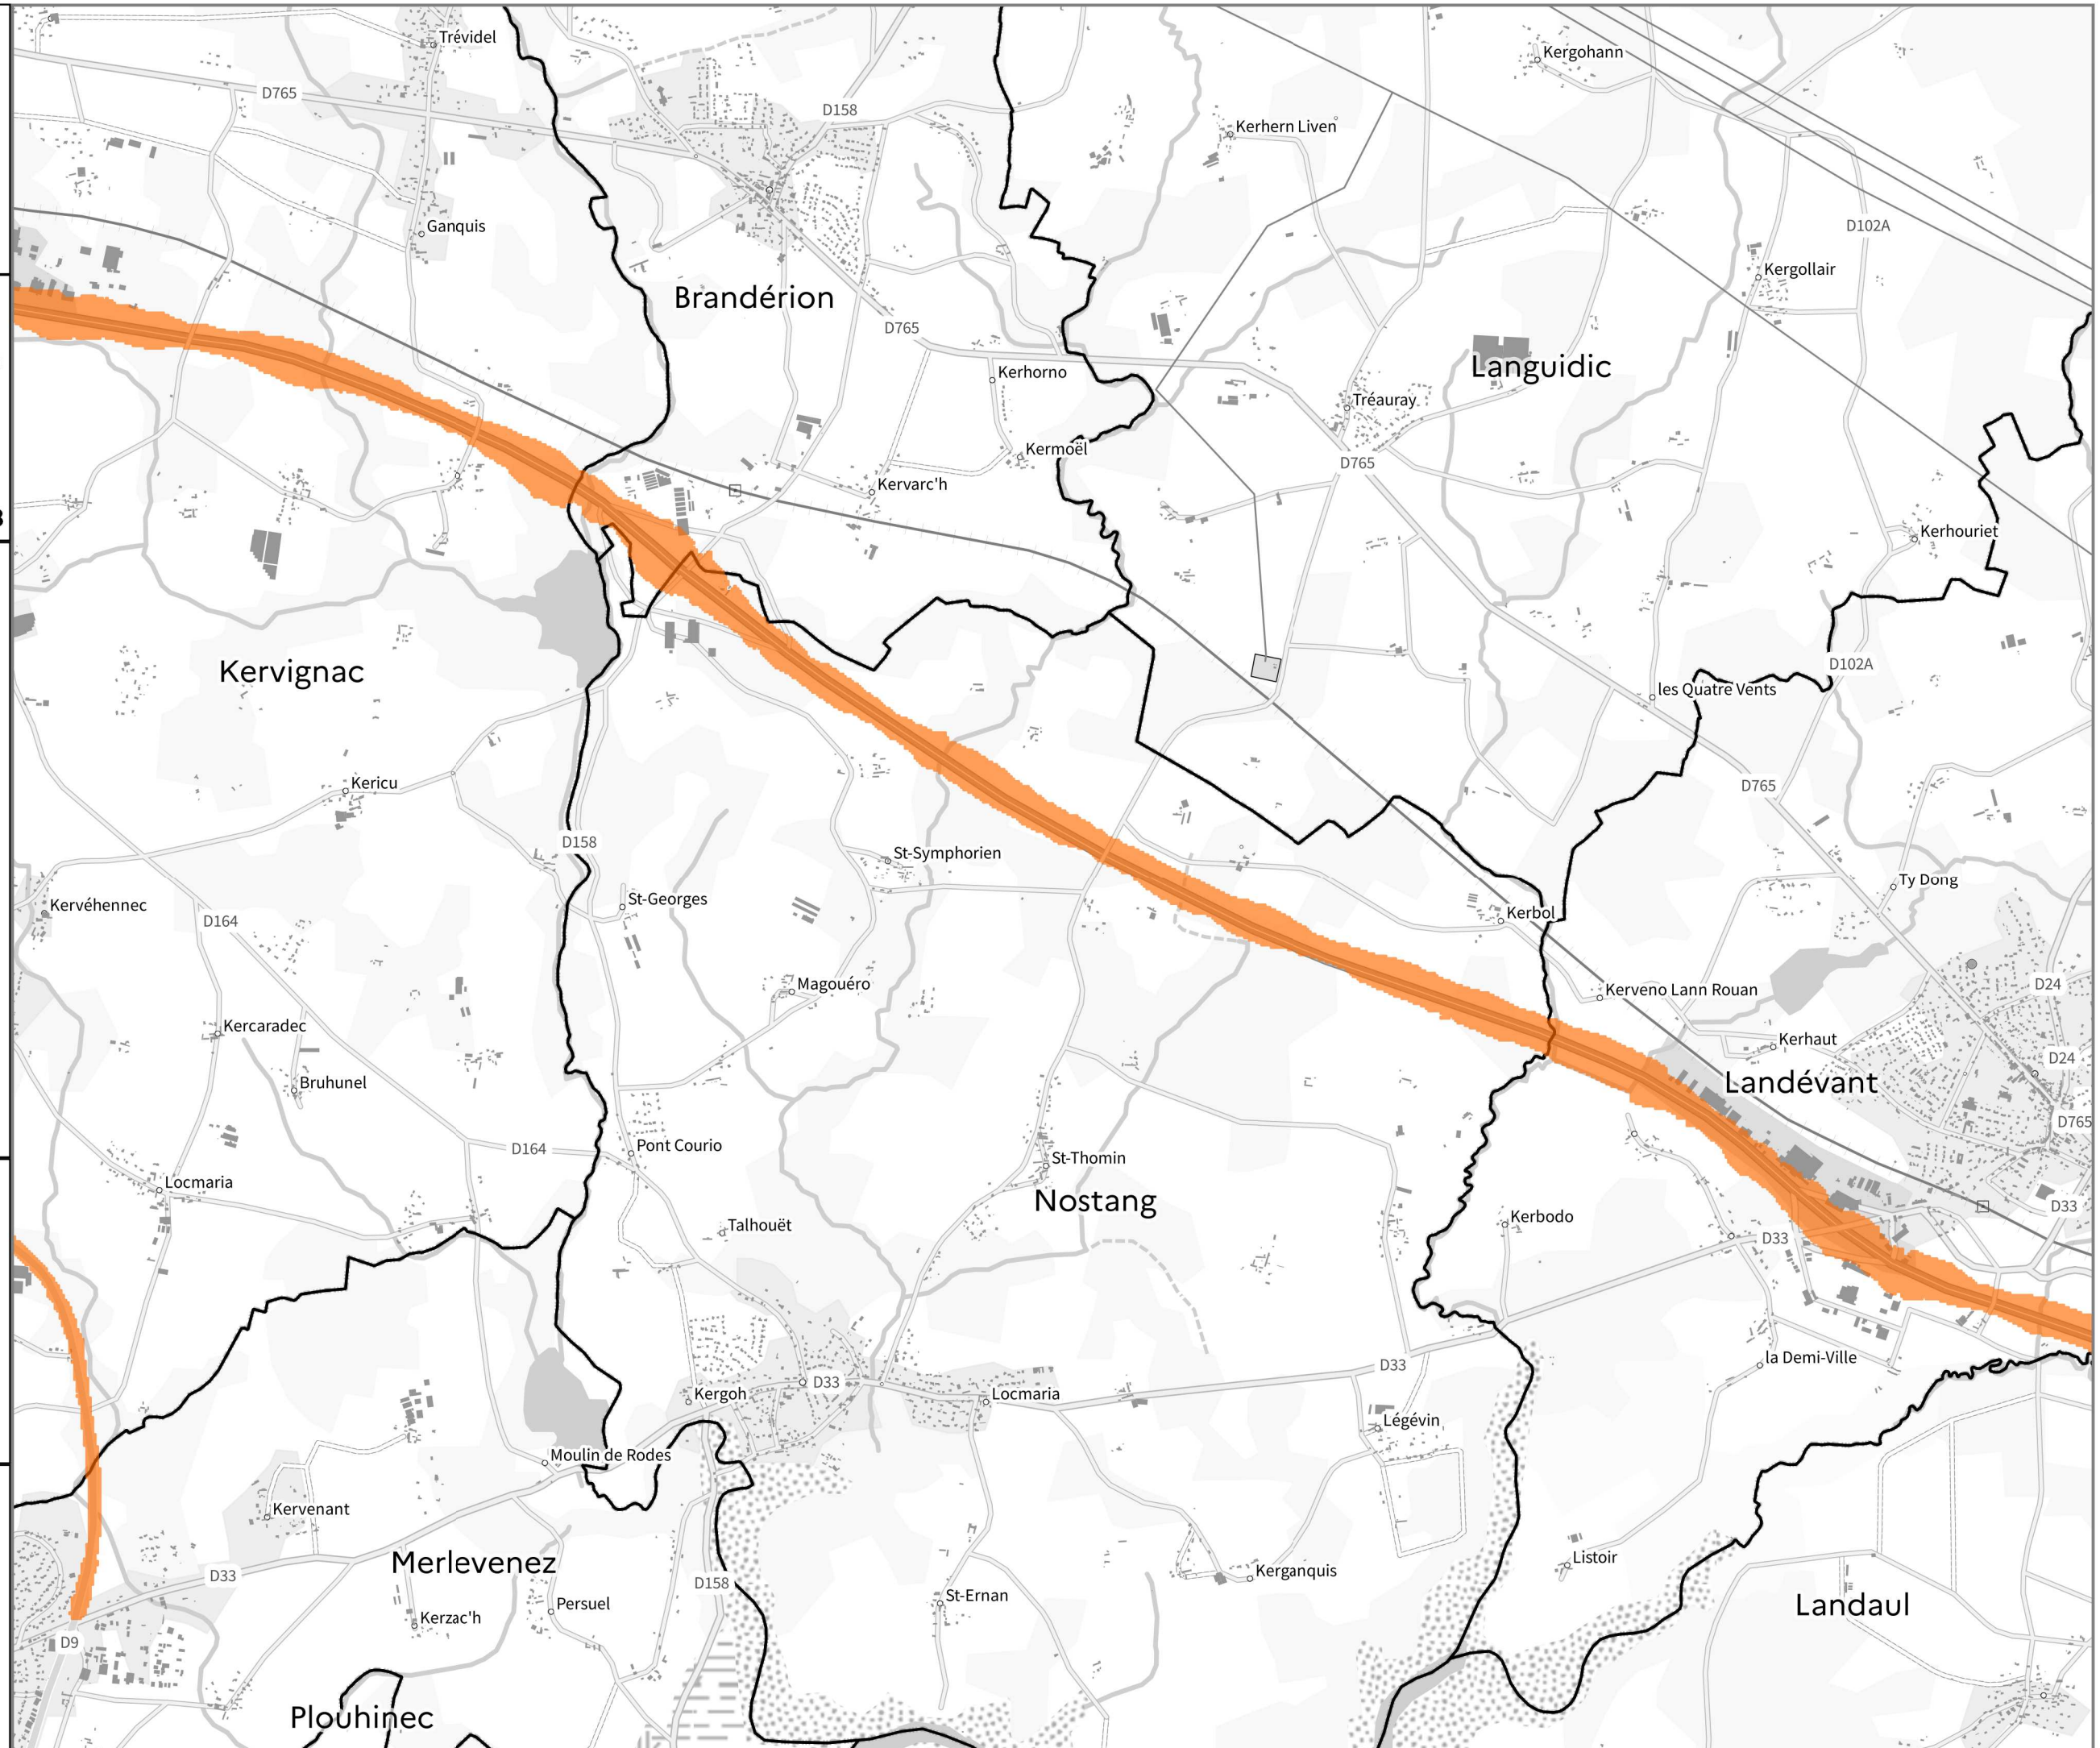 Trévidel
Kergohann
D765
D158
Kerhern Liven
Ganquis
D102A
Kergollair
Brandérion
D765
Languidic
Kerhorno
Tréauray
Kermoël
D765
Kervarc'h
Kerhouriet
Kervignac
D102A
les Quatre Vents
Kericu
D765
D158
St-Symphorien
Ty Dong
St-Georges
Kervéhennec
Kerbol
D164
Magouéro
D24
Kerveno Lann Rouan
Kercaradec
Kerhaut
D24
Bruhunel
Landévant
D765
D164
Pont Courio
St-Thomin
Locmaria
Nostang
D33
Kerbodo
Talhouët
D33
la Demi-Ville
D33
D33
Kergoh
Locmaria
Légévin
Moulin de Rodes
Kervenant
Merlevenez
Listoir
D33
D158
Kerganquis
St-Ernan
Persuel
Landaul
Kerzac'h
D9
Plouhinec